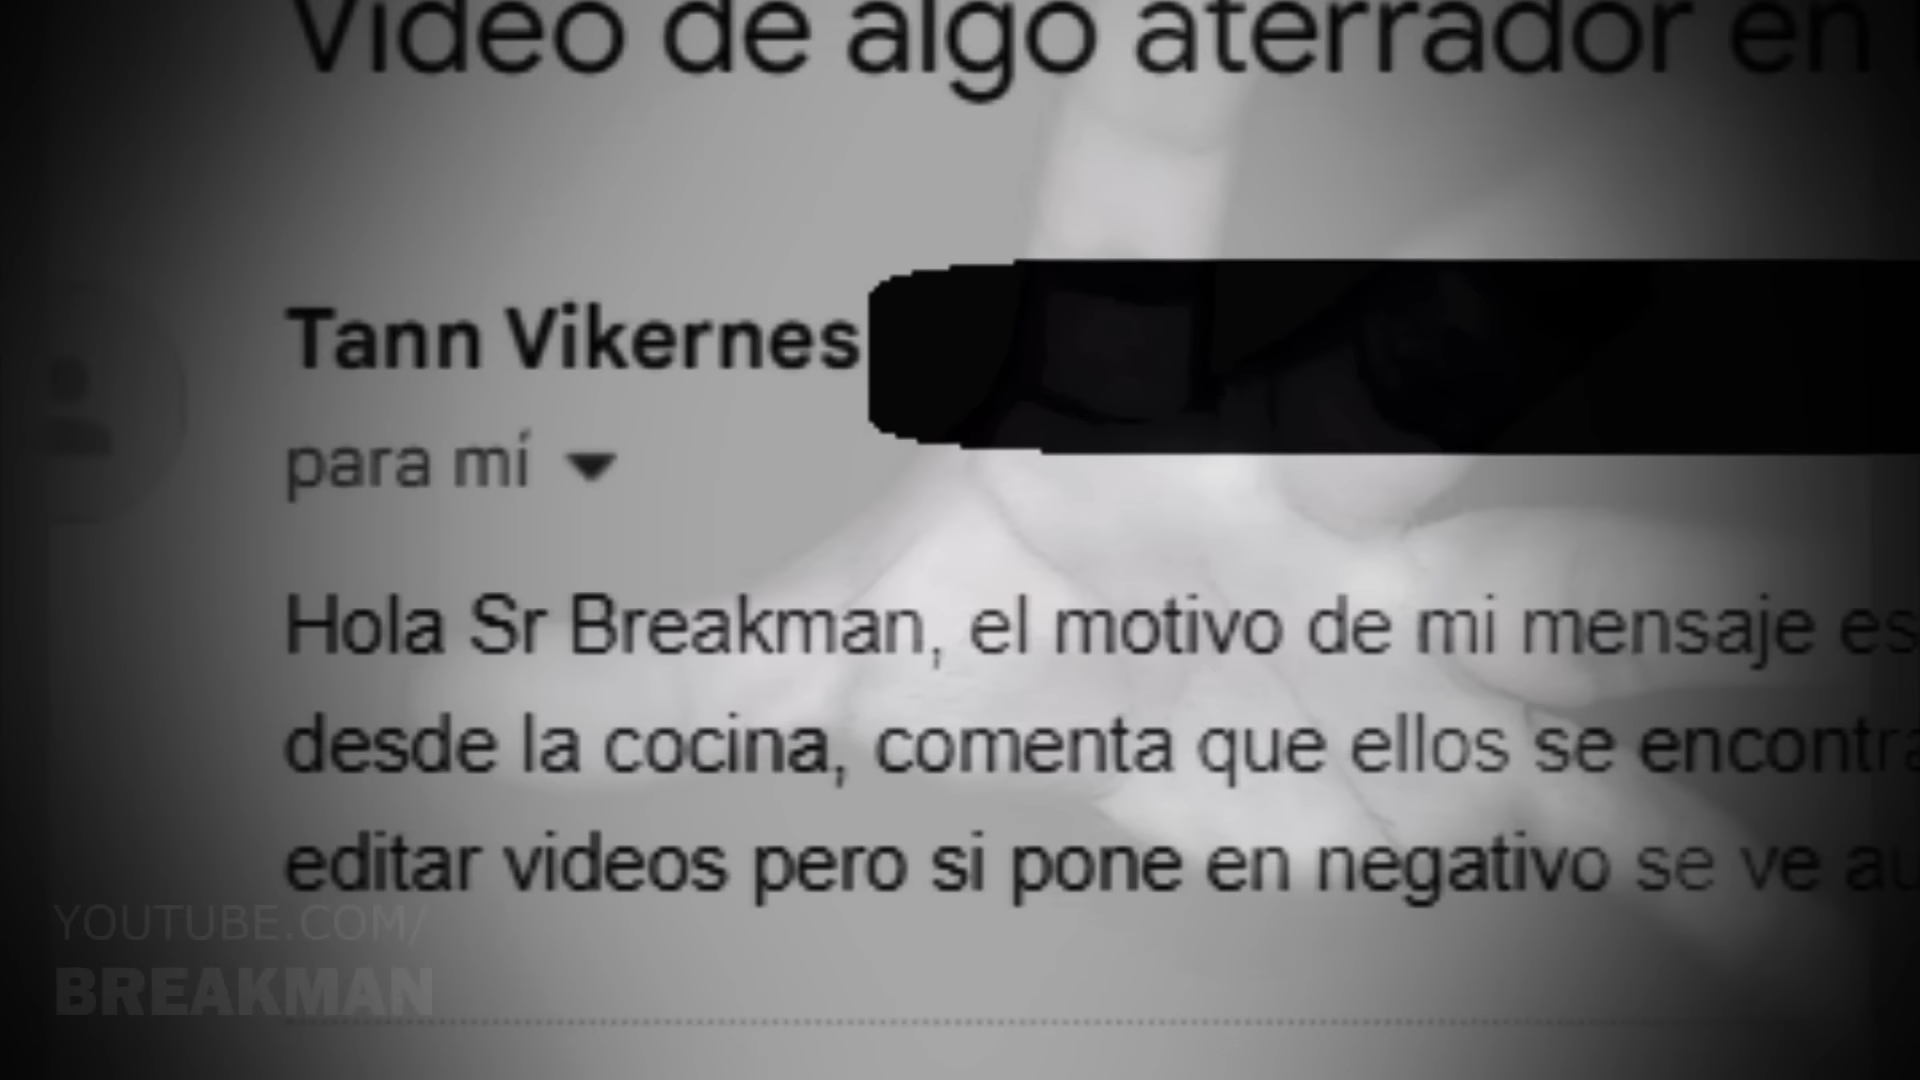 Video de algo aterrador en
Tann Vikernes
para mí
Hola Sr Breakman, el motivo de mi mensaje es
desde la cocina, comenta que ellos se encontra
editar videos pero si pone en negativo se ve au
YOUTUBE.COM/
BREAKMAN